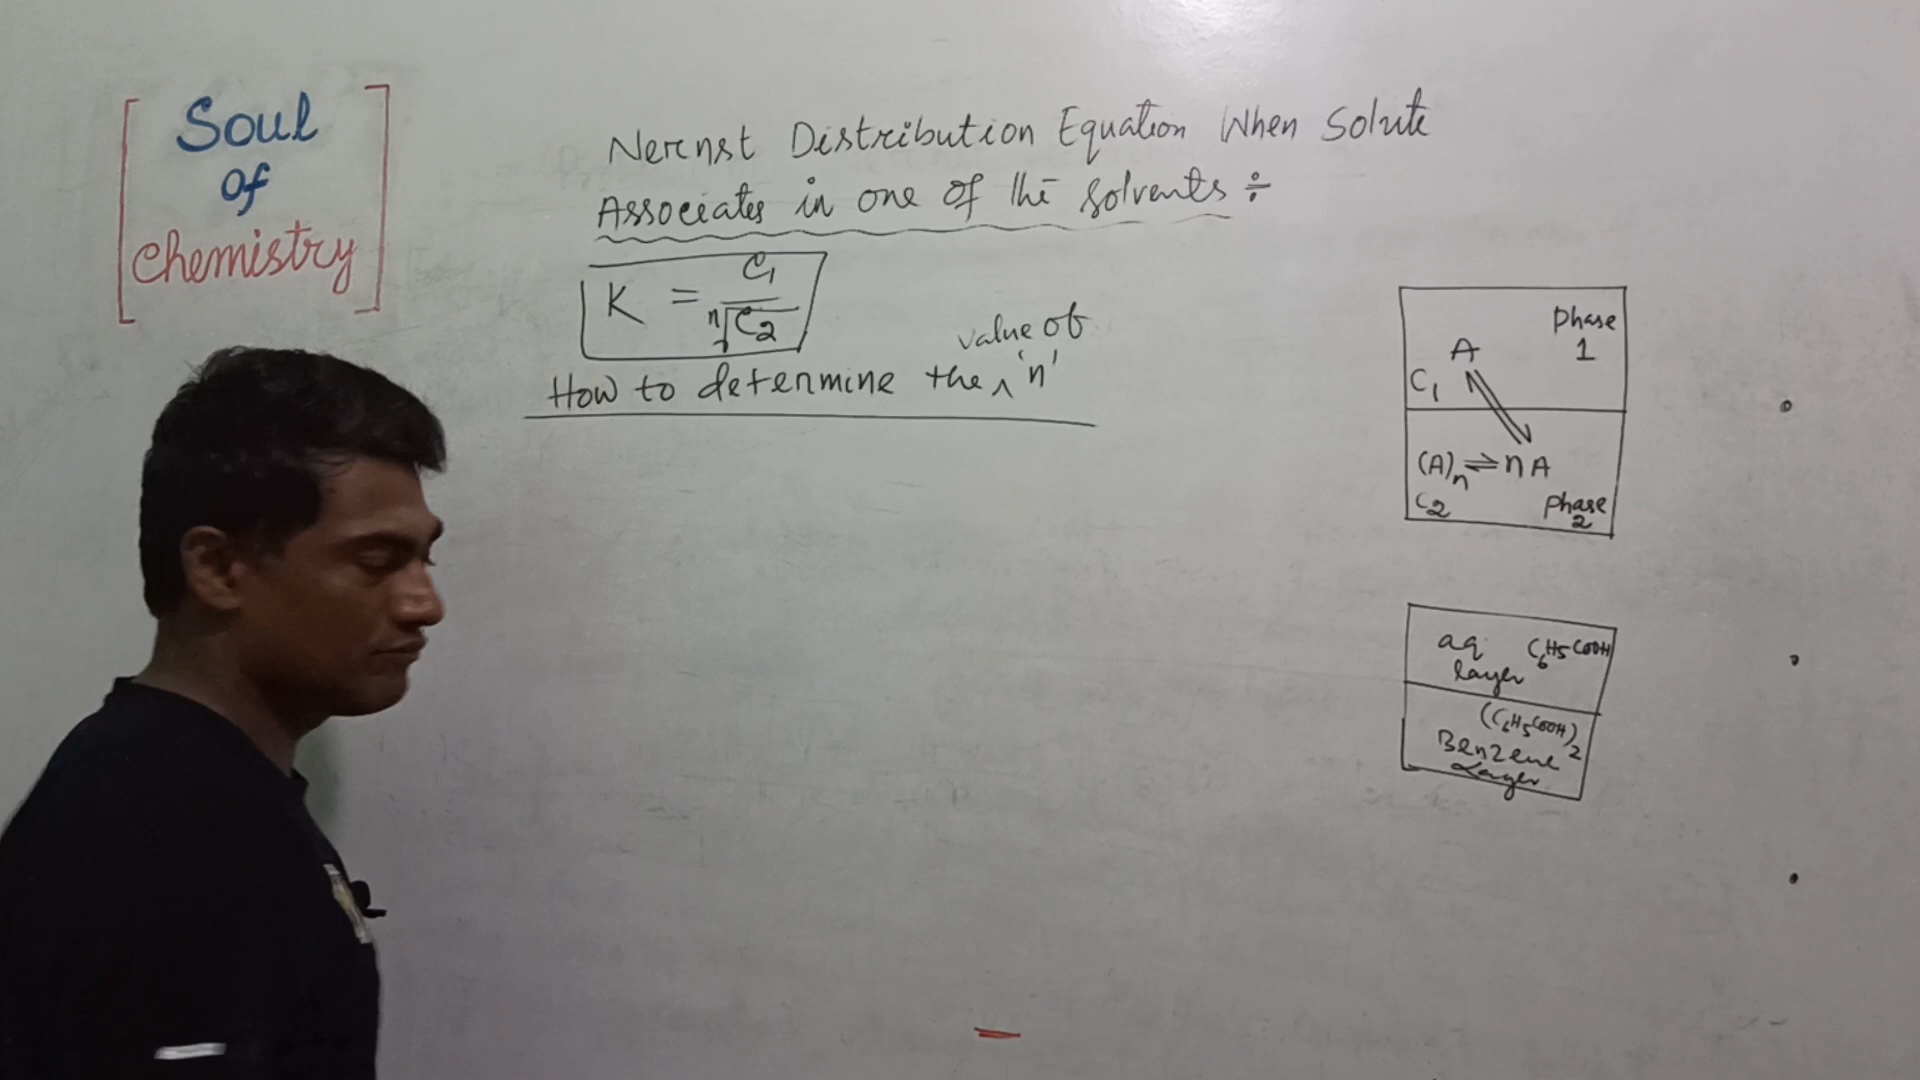 Soul
of
Chemistry
Nernst Distribution Equation When Solute
Associates in one of the solvents ÷
K = C₁ / ⁿ√C₂
value of
How to determine the ^ 'n'
Phase
1
A
C₁
(A)ₙ ⇌ nA
C₂
Phase
2
aq C₆H₅COOH
layer
(C₆H₅COOH)₂
Benzene
Layer